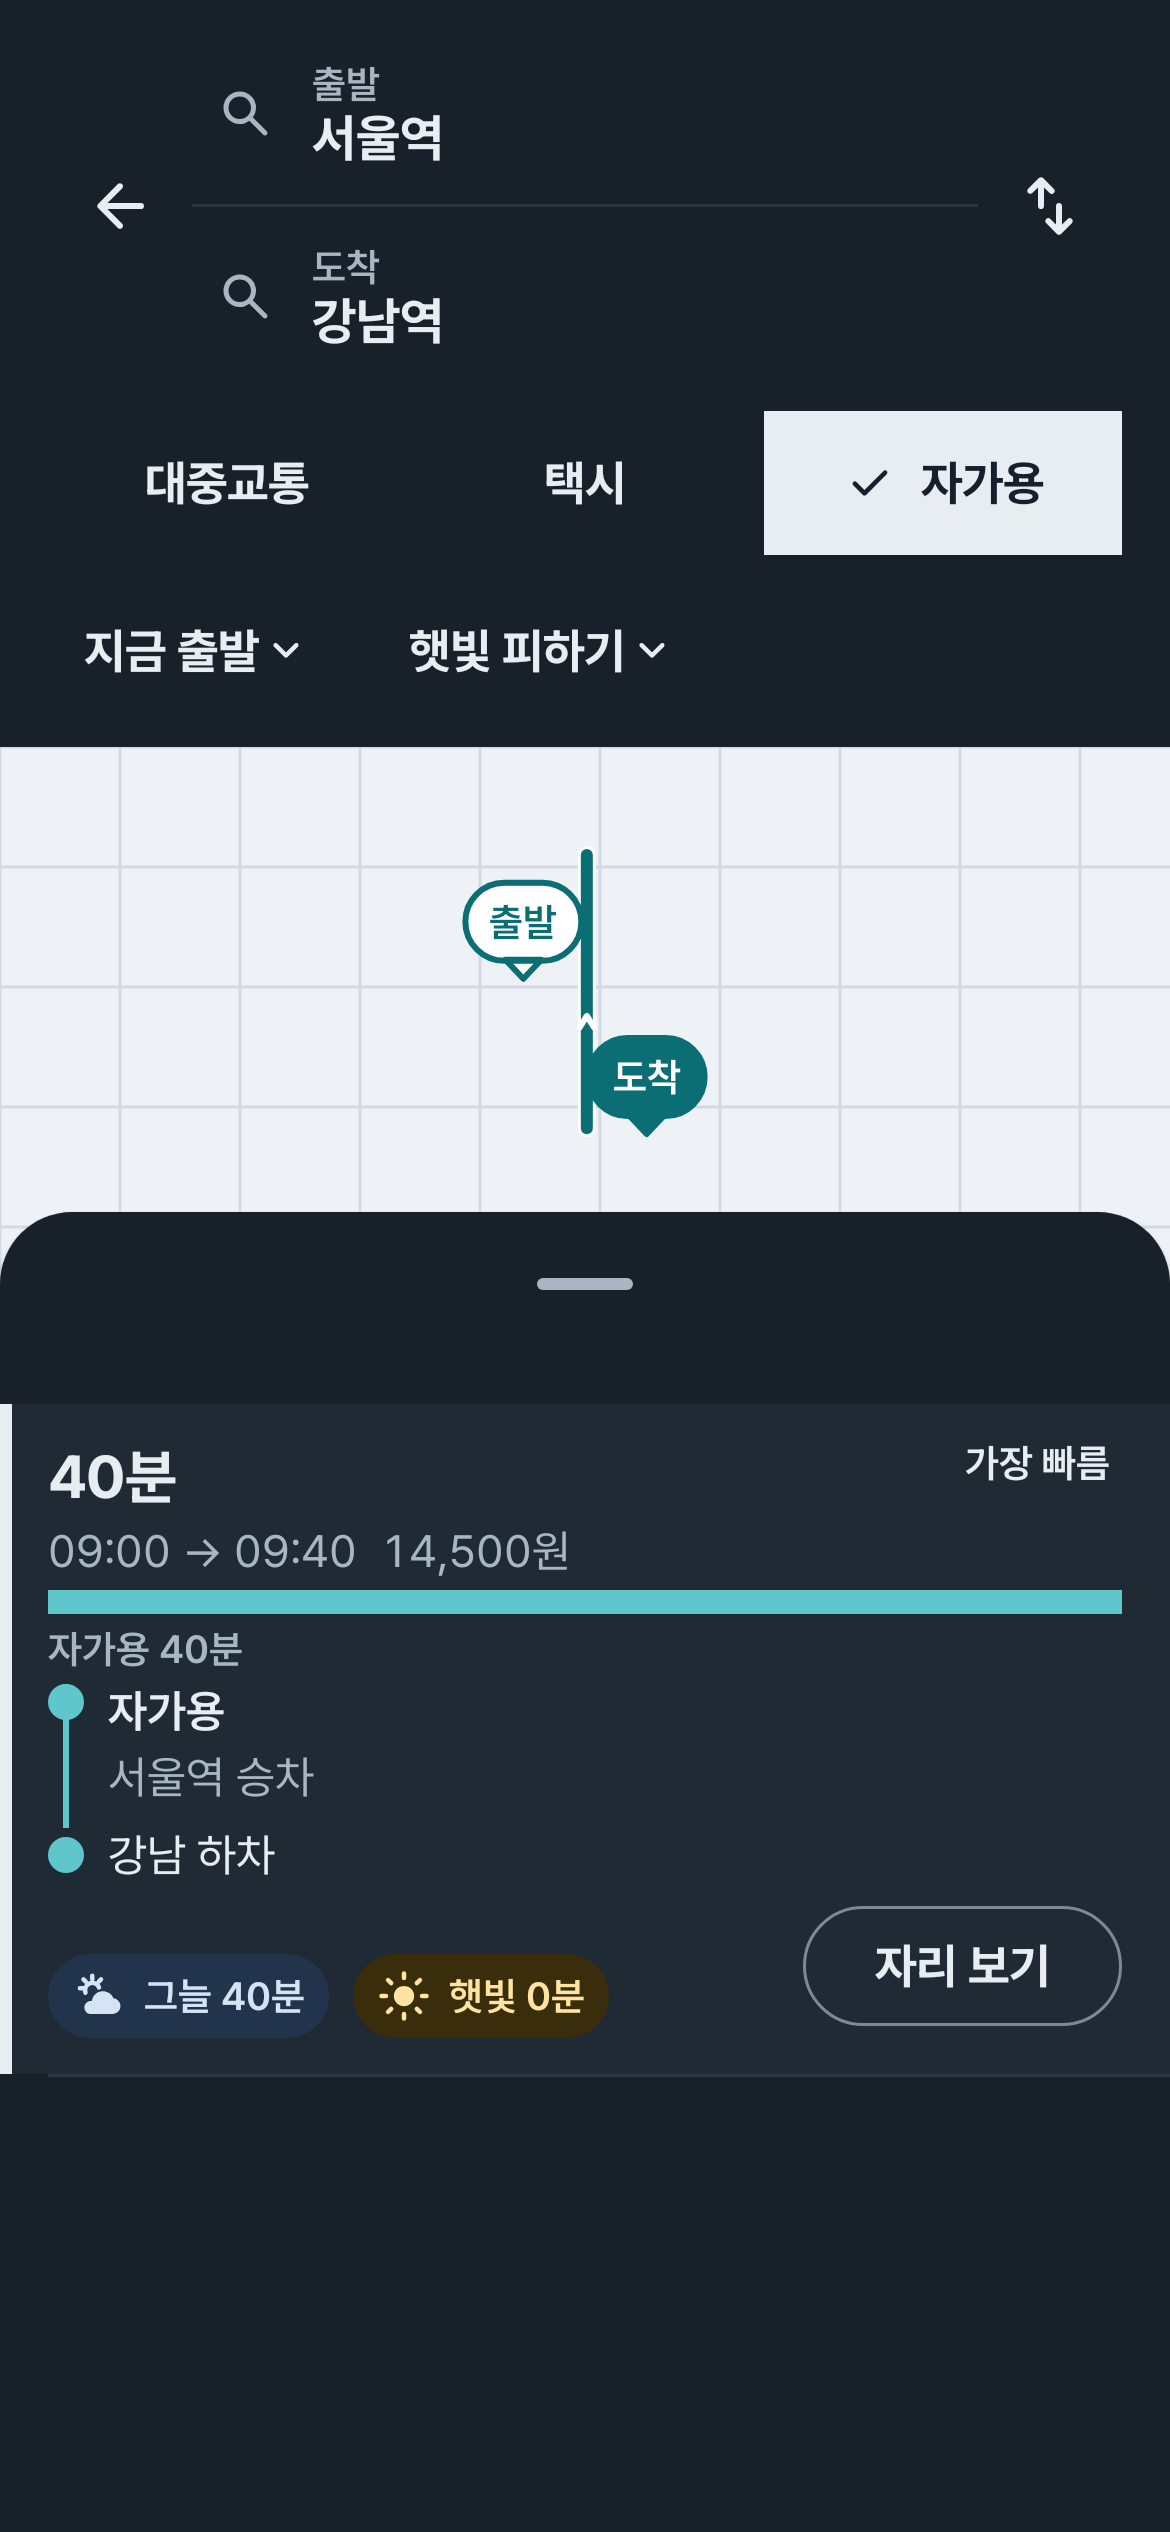 출발
서울역
도착
강남역
대중교통 택시 자가용
지금 출발 햇빛 피하기
출발
도착
40분 가장 빠름
09:00 → 09:40 14,500원
자가용 40분
자가용
서울역 승차
강남 하차
그늘 40분 햇빛 0분 자리 보기